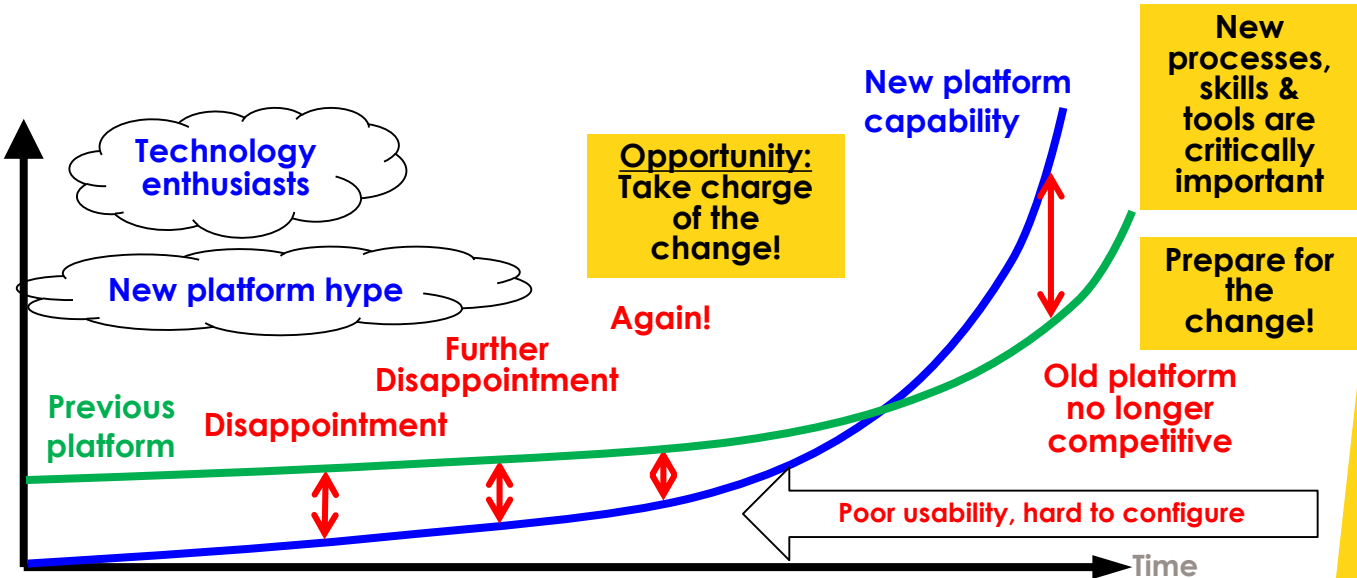 Technology
enthusiasts
New platform hype
Previous
platform
Disappointment
Further
Disappointment
Again!
Opportunity:
Take charge
of the
change!
New platform
capability
New
processes,
skills &
tools are
critically
important
Prepare for
the
change!
Old platform
no longer
competitive
Poor usability, hard to configure
Time